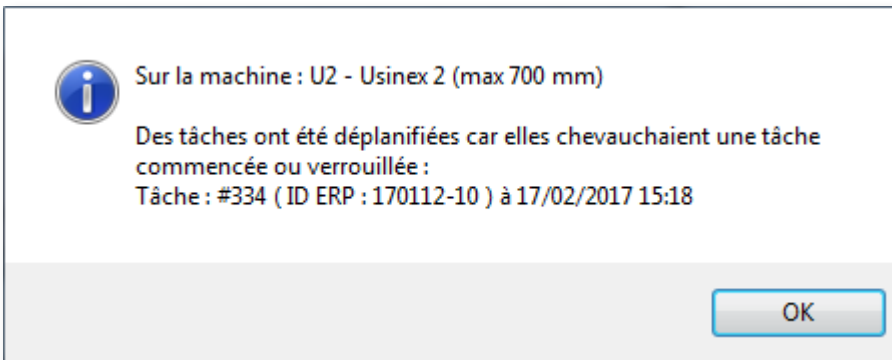 Sur la machine : U2 - Usinex 2 (max 700 mm)
Des tâches ont été déplanifiées car elles chevauchaient une tâche
commencée ou verrouillée :
Tâche : #334 ( ID ERP : 170112-10 ) à 17/02/2017 15:18
OK